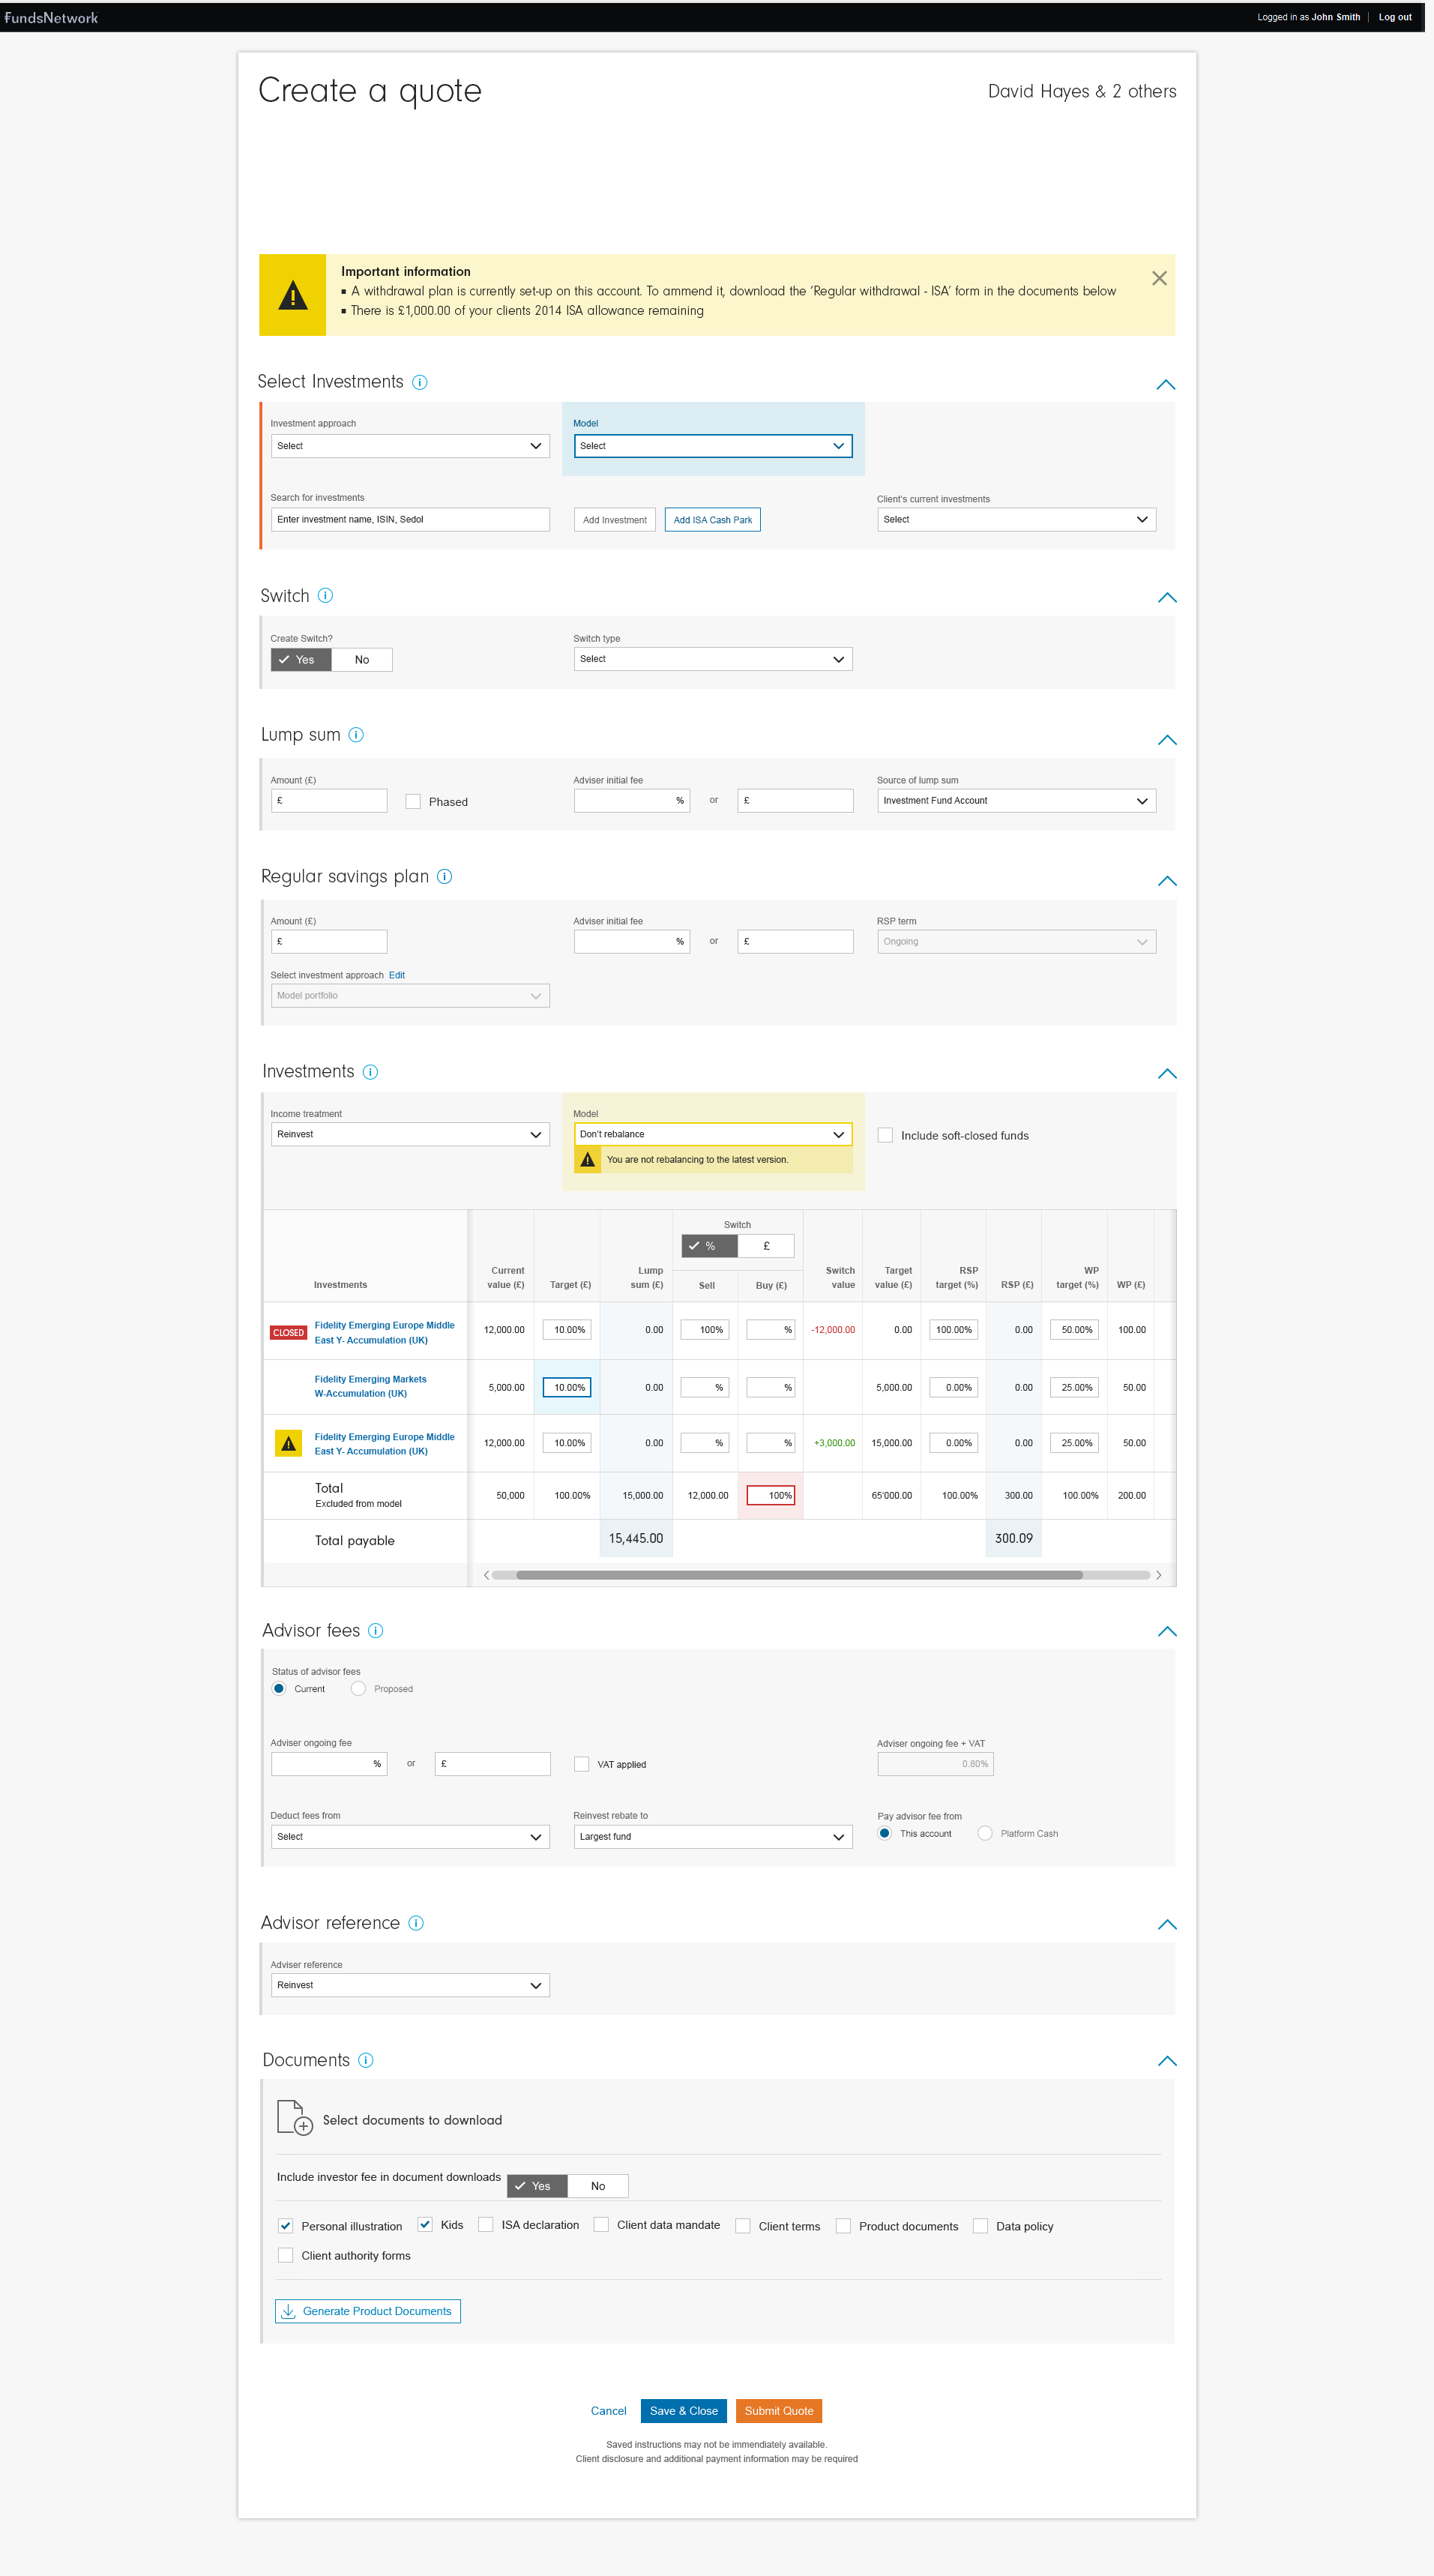 FundsNetwork
Logged in as John Smith | Log out
Create a quote
David Hayes & 2 others
Important information
▪ A withdrawal plan is currently set-up on this account. To ammend it, download the ‘Regular withdrawal - ISA’ form in the documents below
▪ There is £1,000.00 of your clients 2014 ISA allowance remaining
Select Investments
Investment approach
Model
Select
Select
Search for investments
Client's current investments
Enter investment name, ISIN, Sedol
Add Investment
Add ISA Cash Park
Select
Switch
Create Switch?
Switch type
Yes
No
Select
Lump sum
Amount (£)
Adviser initial fee
Source of lump sum
£
Phased
%
or
£
Investment Fund Account
Regular savings plan
Amount (£)
Adviser initial fee
RSP term
£
%
or
£
Ongoing
Select investment approach Edit
Model portfolio
Investments
Income treatment
Model
Reinvest
Don't rebalance
Include soft-closed funds
You are not rebalancing to the latest version.
Switch
% £
Investments
Current value (£)
Target (£)
Lump sum (£)
Sell
Buy (£)
Switch value
Target value (£)
RSP target (%)
RSP (£)
WP target (%)
WP (£)
CLOSED
Fidelity Emerging Europe Middle
East Y- Accumulation (UK)
12,000.00 10.00% 0.00 100% % -12,000.00 0.00 100.00% 0.00 50.00% 100.00
Fidelity Emerging Markets
W-Accumulation (UK)
5,000.00 10.00% 0.00 % % 5,000.00 0.00% 0.00 25.00% 50.00
Fidelity Emerging Europe Middle
East Y- Accumulation (UK)
12,000.00 10.00% 0.00 % % +3,000.00 15,000.00 0.00% 0.00 25.00% 50.00
Total
Excluded from model
50,000 100.00% 15,000.00 12,000.00 100% 65'000.00 100.00% 300.00 100.00% 200.00
Total payable
15,445.00 300.09
Advisor fees
Status of advisor fees
Current
Proposed
Adviser ongoing fee
Adviser ongoing fee + VAT
%
or
£
VAT applied
0.80%
Deduct fees from
Reinvest rebate to
Pay advisor fee from
Select
Largest fund
This account
Platform Cash
Advisor reference
Adviser reference
Reinvest
Documents
Select documents to download
Include investor fee in document downloads
Yes
No
Personal illustration
Kids
ISA declaration
Client data mandate
Client terms
Product documents
Data policy
Client authority forms
Generate Product Documents
Cancel
Save & Close
Submit Quote
Saved instructions may not be immendiately available.
Client disclosure and additional payment information may be required